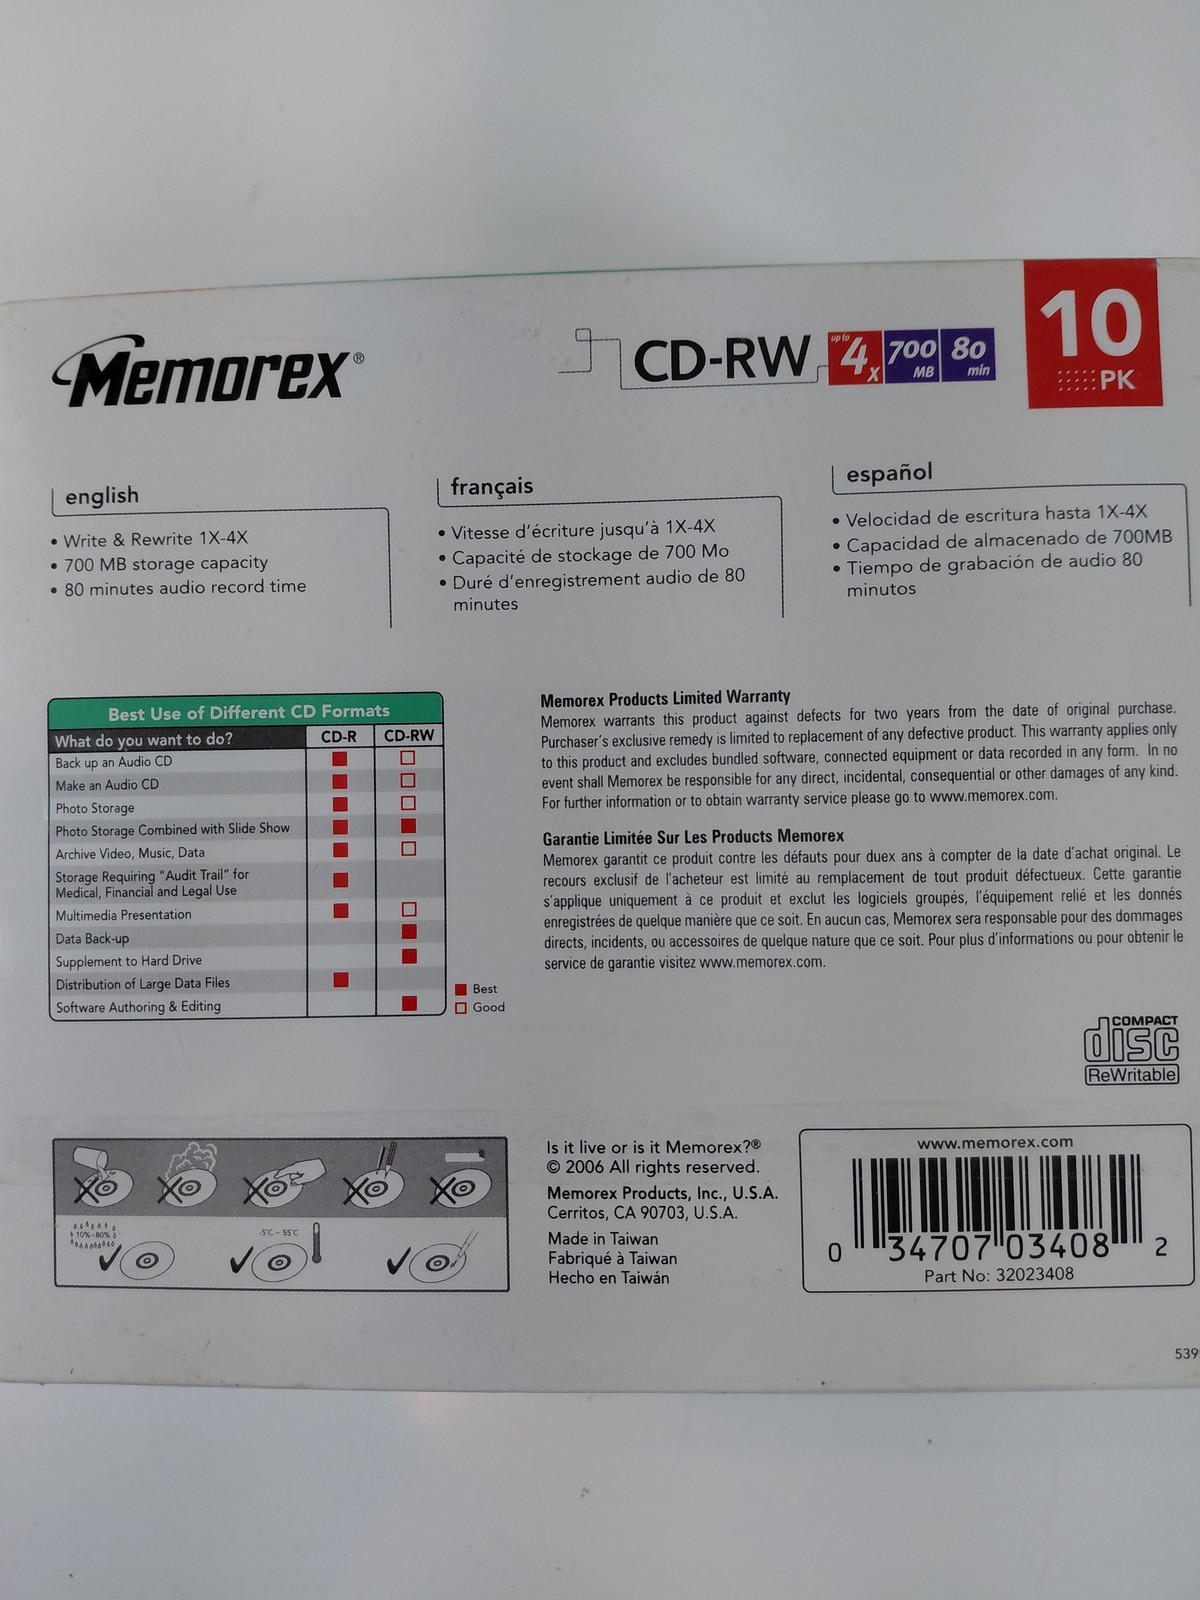 Memorex®
CD-RW
up to 4x
700 MB
80 min
10 PK
english
• Write & Rewrite 1X-4X
• 700 MB storage capacity
• 80 minutes audio record time
français
• Vitesse d'écriture jusqu'à 1X-4X
• Capacité de stockage de 700 Mo
• Duré d'enregistrement audio de 80
minutes
español
• Velocidad de escritura hasta 1X-4X
• Capacidad de almacenado de 700MB
• Tiempo de grabación de audio 80
minutos
Best Use of Different CD Formats
What do you want to do? CD-R CD-RW
Back up an Audio CD
Make an Audio CD
Photo Storage
Photo Storage Combined with Slide Show
Archive Video, Music, Data
Storage Requiring "Audit Trail" for
Medical, Financial and Legal Use
Multimedia Presentation
Data Back-up
Supplement to Hard Drive
Distribution of Large Data Files
Software Authoring & Editing
Best
Good
Memorex Products Limited Warranty
Memorex warrants this product against defects for two years from the date of original purchase.
Purchaser's exclusive remedy is limited to replacement of any defective product. This warranty applies only
to this product and excludes bundled software, connected equipment or data recorded in any form. In no
event shall Memorex be responsible for any direct, incidental, consequential or other damages of any kind.
For further information or to obtain warranty service please go to www.memorex.com.
Garantie Limitée Sur Les Products Memorex
Memorex garantit ce produit contre les défauts pour duex ans à compter de la date d'achat original. Le
recours exclusif de l'acheteur est limité au remplacement de tout produit défectueux. Cette garantie
s'applique uniquement à ce produit et exclut les logiciels groupés, l'équipement relié et les donnés
enregistrées de quelque manière que ce soit. En aucun cas, Memorex sera responsable pour des dommages
directs, incidents, ou accessoires de quelque nature que ce soit. Pour plus d'informations ou pour obtenir le
service de garantie visitez www.memorex.com.
COMPACT
disc
ReWritable
10%~80%
-5°C ~ 55°C
Is it live or is it Memorex?®
© 2006 All rights reserved.
Memorex Products, Inc., U.S.A.
Cerritos, CA 90703, U.S.A.
Made in Taiwan
Fabriqué à Taiwan
Hecho en Taiwán
www.memorex.com
0 34707 03408 2
Part No: 32023408
539